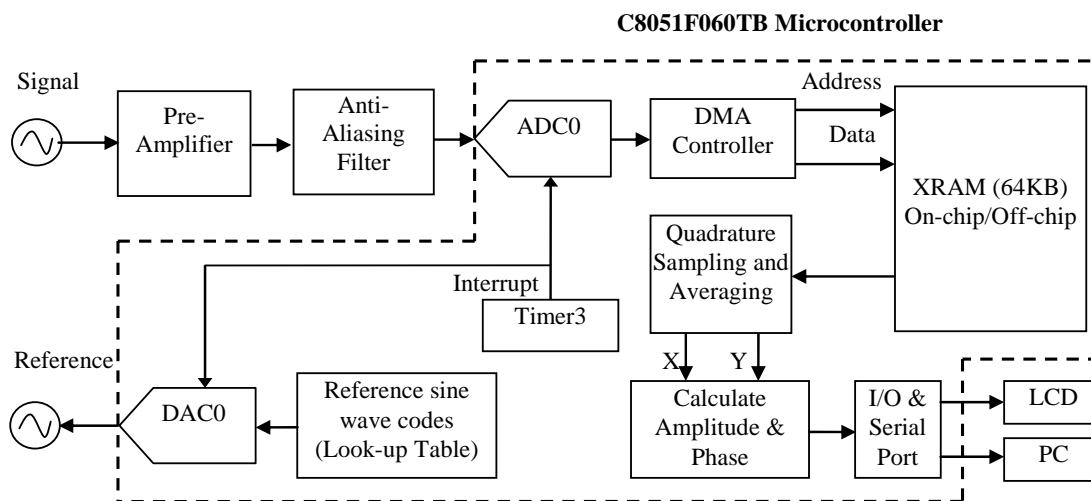 C8051F060TB Microcontroller
Signal
Pre-
Amplifier
Anti-
Aliasing
Filter
ADC0
DMA
Controller
Address
Data
XRAM (64KB)
On-chip/Off-chip
Quadrature
Sampling and
Averaging
Interrupt
Timer3
X
Y
Reference
DAC0
Reference sine
wave codes
(Look-up Table)
Calculate
Amplitude &
Phase
I/O &
Serial
Port
LCD
PC